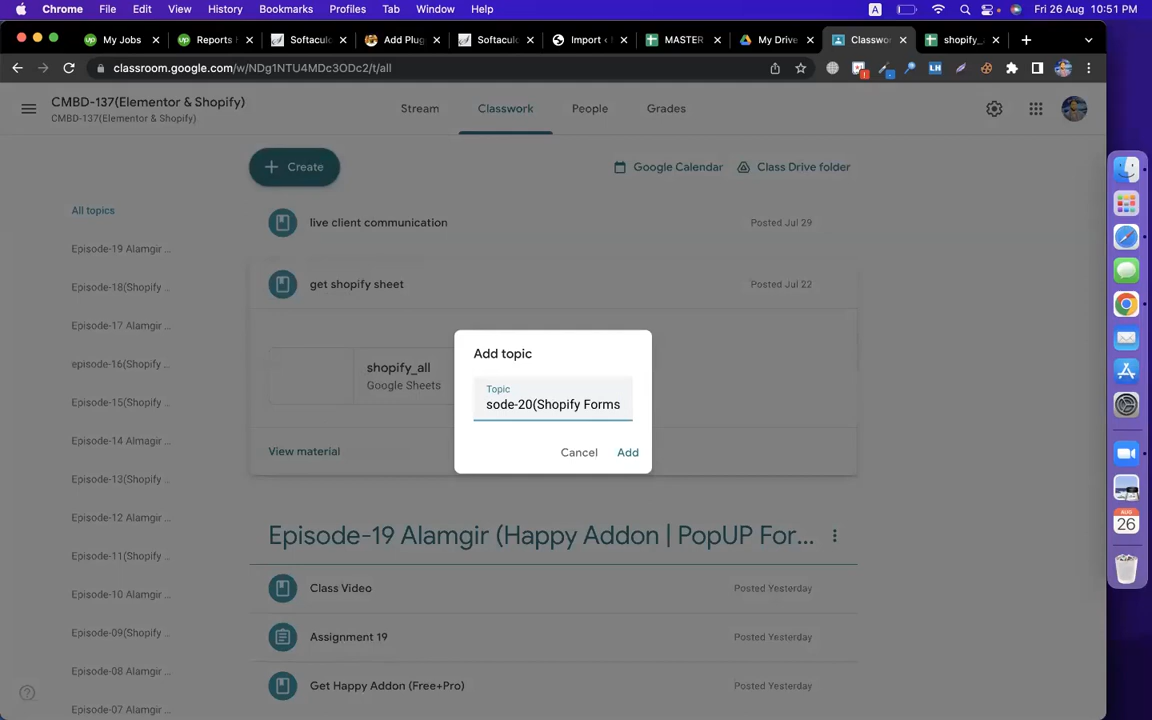 Chrome File Edit View History Bookmarks Profiles Tab Window Help A Fri 26 Aug 10:51 PM
My Jobs Reports Softacul Add Plug Softacul Import MASTER My Drive Classwo shopify_
classroom.google.com/w/NDg1NTU4MDc3ODc2/t/all
CMBD-137(Elementor & Shopify)
CMBD-137(Elementor & Shopify)
Stream Classwork People Grades
Create
Google Calendar Class Drive folder
All topics
live client communication Posted Jul 29
Episode-19 Alamgir ...
get shopify sheet Posted Jul 22
Episode-18(Shopify ...
Episode-17 Alamgir ...
episode-16(Shopify ...
Episode-15(Shopify ...
Episode-14 Almagir ...
Episode-13(Shopify ...
Episode-12 Alamgir ...
Episode-11(Shopify ...
Episode-10 Alamgir ...
Episode-09(Shopify ...
Episode-08 Alamgir ...
Episode-07 Alamgir ...
shopify_all
Google Sheets
View material
Add topic
Topic
sode-20(Shopify Forms
Cancel Add
Episode-19 Alamgir (Happy Addon | PopUP For...
Class Video Posted Yesterday
Assignment 19 Posted Yesterday
Get Happy Addon (Free+Pro) Posted Yesterday
LH
AUG
26